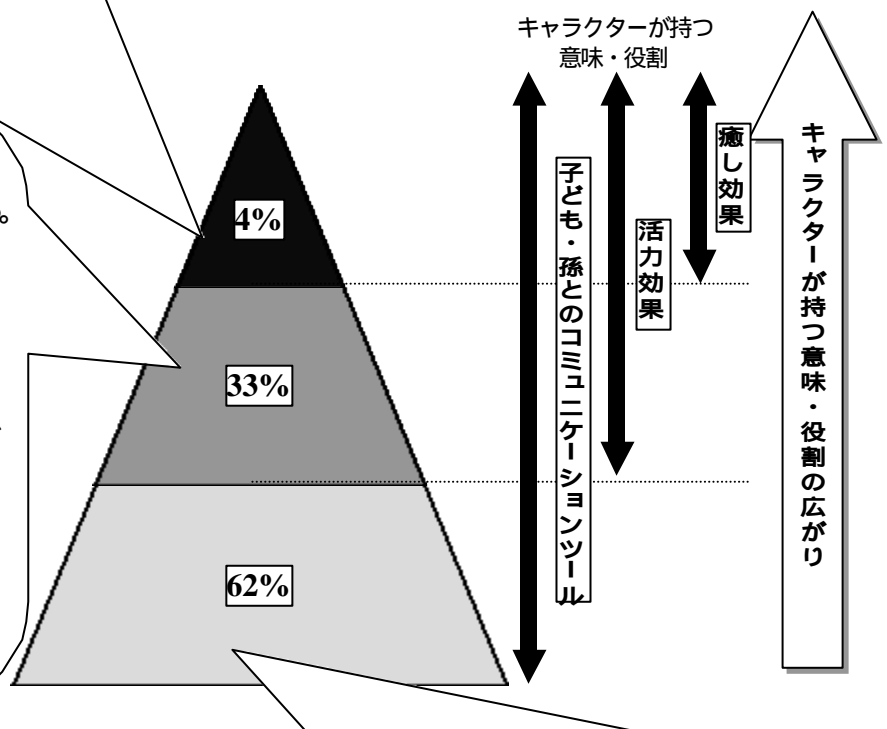 キャラクターが持つ
意味・役割
癒し効果
活力効果
子ども・孫とのコミュニケーションツール
キャラクターが持つ意味・役割の広がり
4%
33%
62%